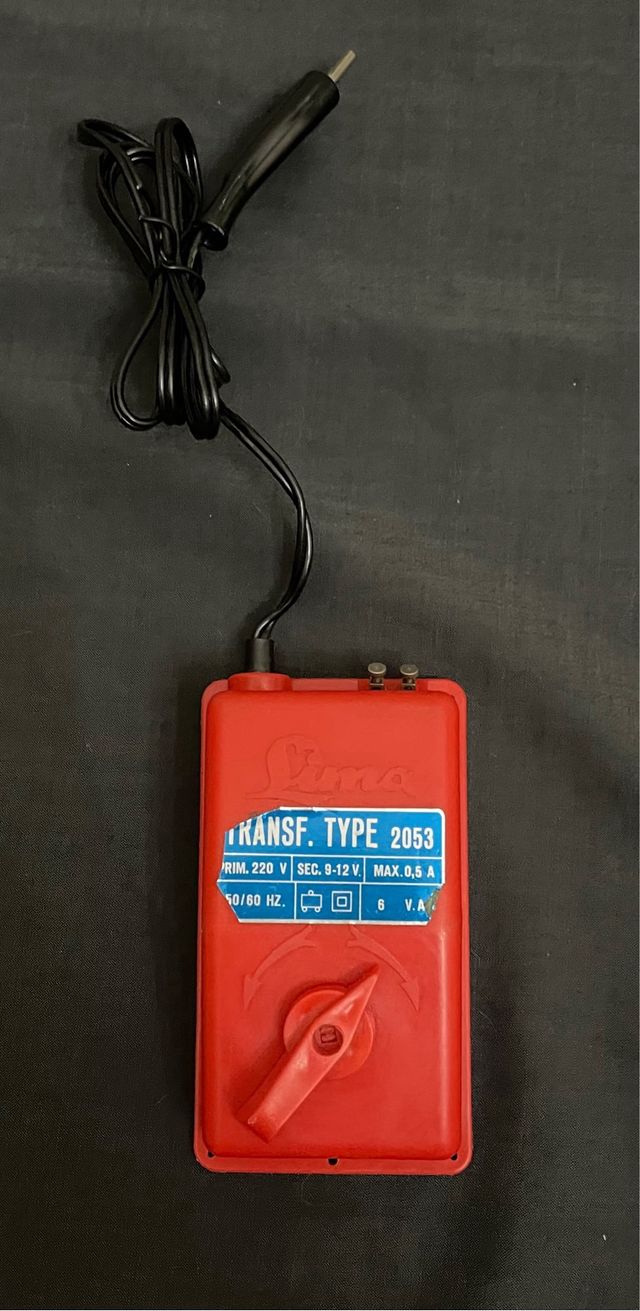 Lima
TRANSF. TYPE 2053
PRIM. 220 V SEC. 9-12 V. MAX. 0,5 A
50/60 HZ. 6 V.A